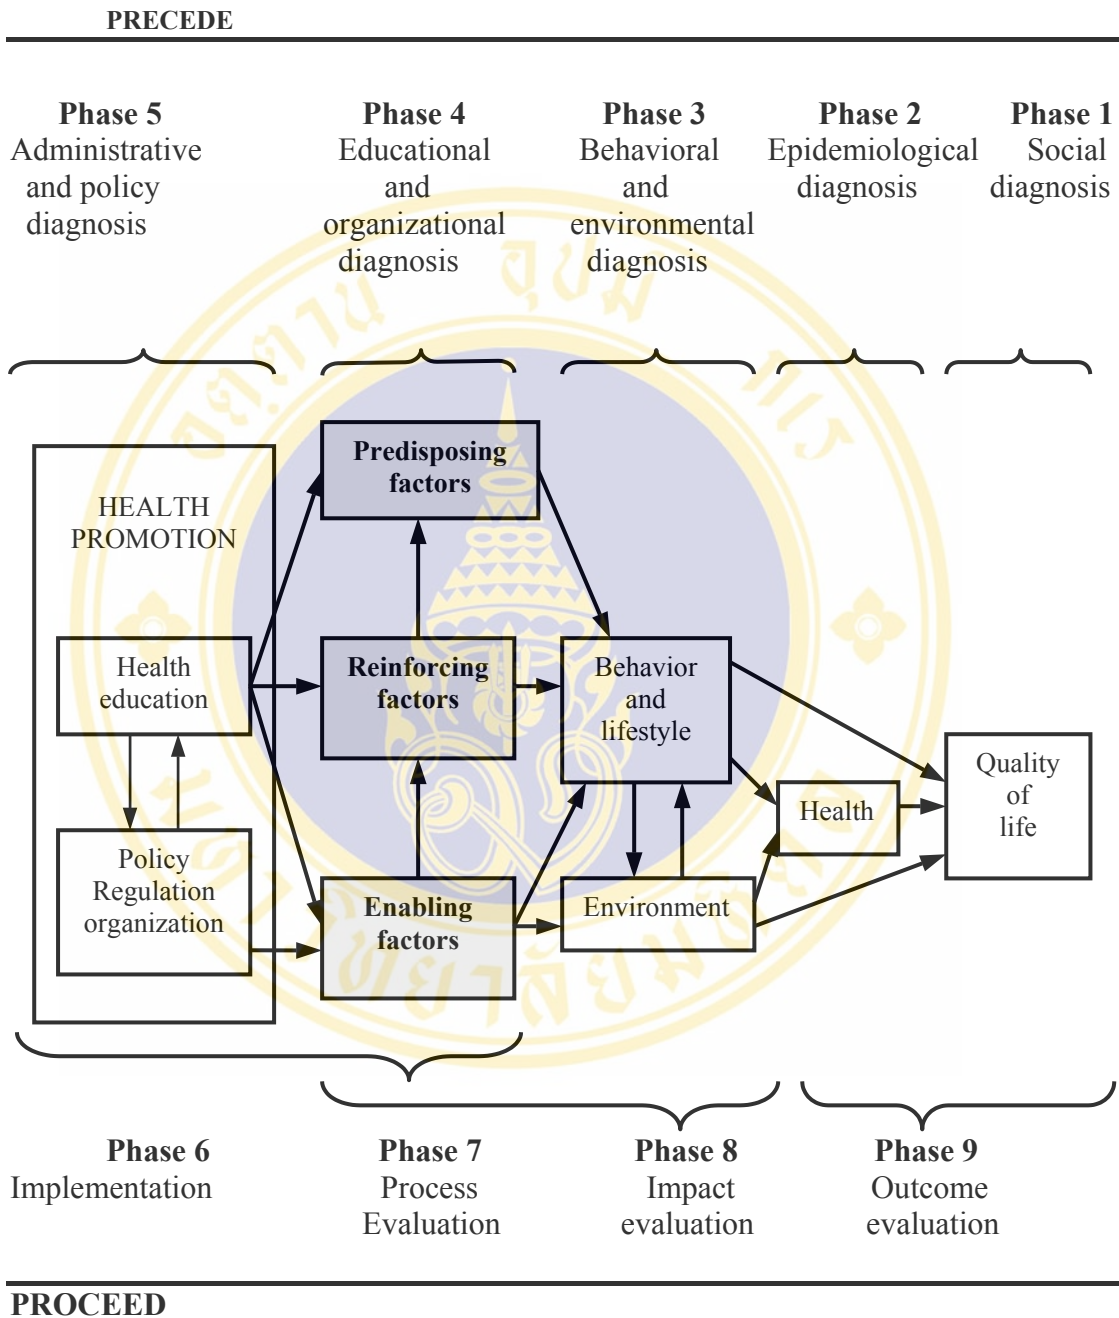 PRECEDE
Phase 5
Administrative
and policy
diagnosis
Phase 4
Educational
and
organizational
diagnosis
Phase 3
Behavioral
and
environmental
diagnosis
Phase 2
Epidemiological
diagnosis
Phase 1
Social
diagnosis
HEALTH
PROMOTION
Health
education
Policy
Regulation
organization
Predisposing
factors
Reinforcing
factors
Enabling
factors
Behavior
and
lifestyle
Environment
Health
Quality
of
life
Phase 6
Implementation
Phase 7
Process
Evaluation
Phase 8
Impact
evaluation
Phase 9
Outcome
evaluation
PROCEED